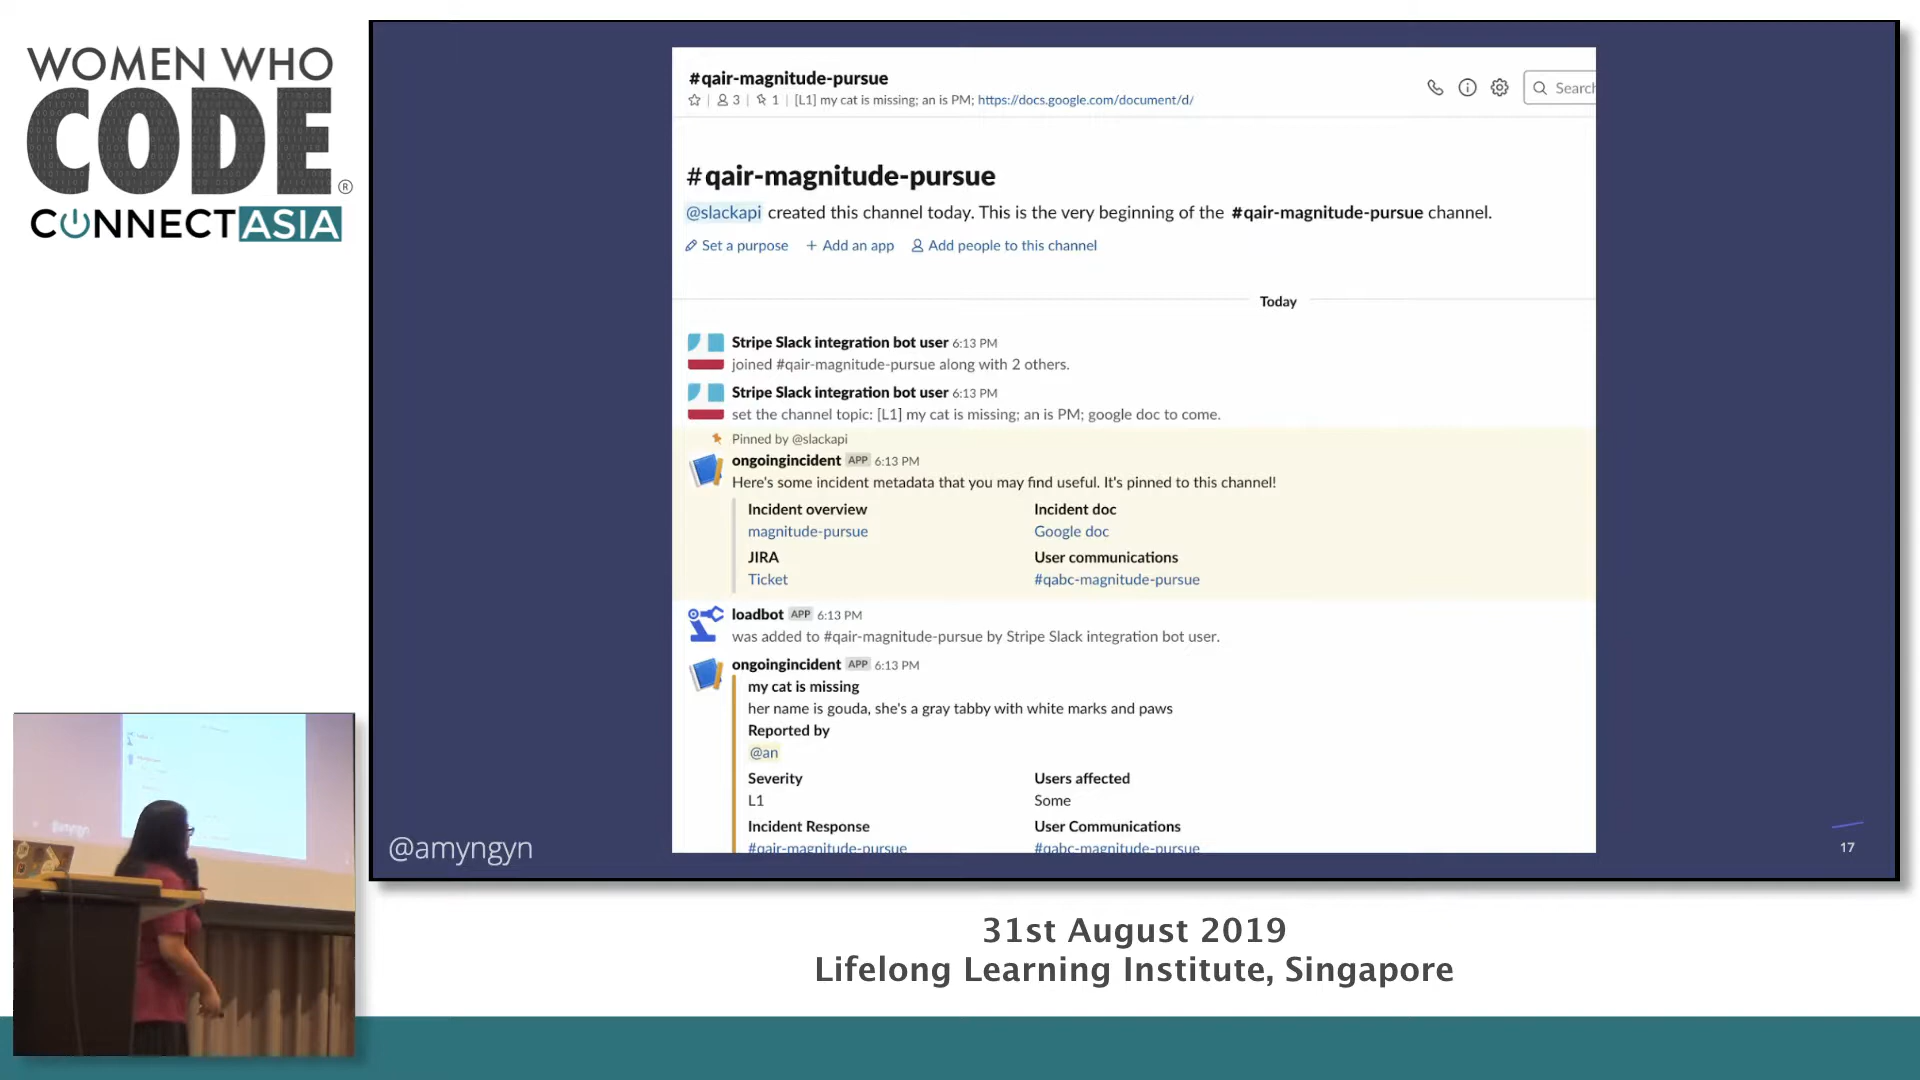 WOMEN WHO
CODE®
CONNECT ASIA
#qair-magnitude-pursue
3 | 1 | [L1] my cat is missing; an is PM; https://docs.google.com/document/d/
Search
#qair-magnitude-pursue
@slackapi created this channel today. This is the very beginning of the #qair-magnitude-pursue channel.
Set a purpose + Add an app Add people to this channel
Today
Stripe Slack integration bot user 6:13 PM
joined #qair-magnitude-pursue along with 2 others.
Stripe Slack integration bot user 6:13 PM
set the channel topic: [L1] my cat is missing; an is PM; google doc to come.
Pinned by @slackapi
ongoingincident APP 6:13 PM
Here's some incident metadata that you may find useful. It's pinned to this channel!
Incident overview Incident doc
magnitude-pursue Google doc
JIRA User communications
Ticket #qabc-magnitude-pursue
loadbot APP 6:13 PM
was added to #qair-magnitude-pursue by Stripe Slack integration bot user.
ongoingincident APP 6:13 PM
my cat is missing
her name is gouda, she's a gray tabby with white marks and paws
Reported by
@an
Severity Users affected
L1 Some
Incident Response User Communications
#qair-magnitude-pursue #qabc-magnitude-pursue
@amyngyn
17
31st August 2019
Lifelong Learning Institute, Singapore